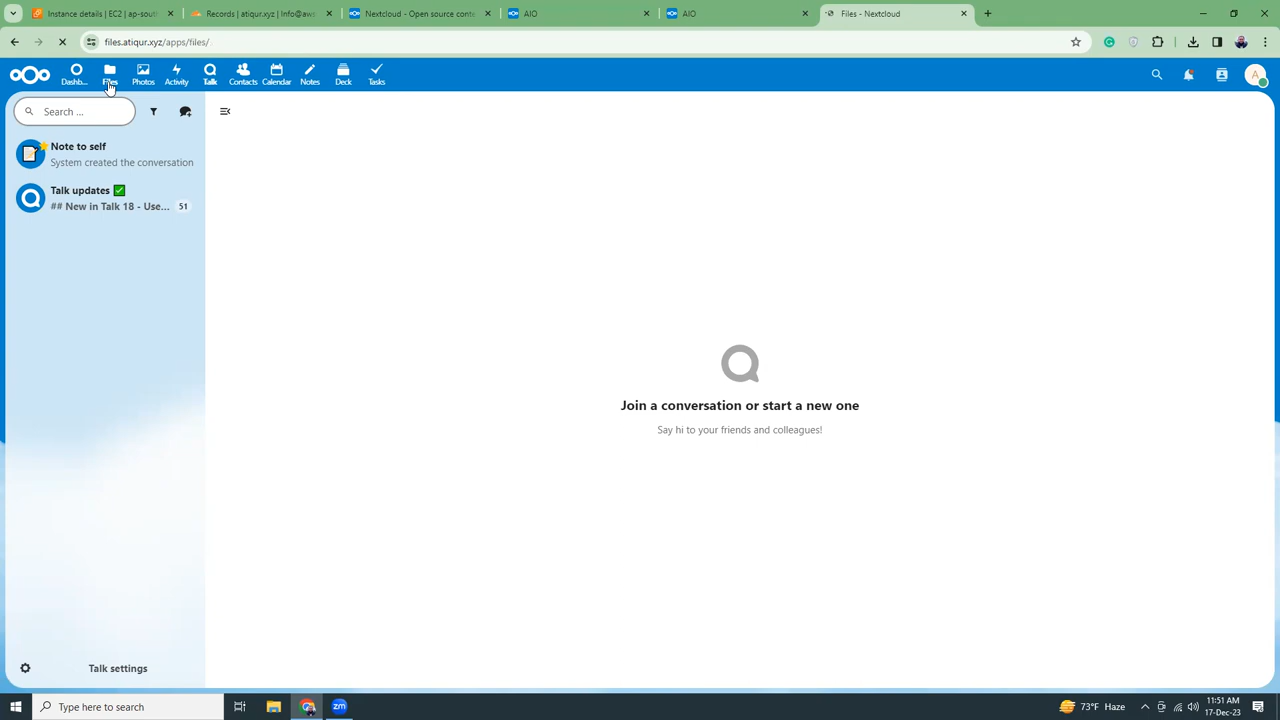 Instance details | EC2 | ap-sout
Records | atiqur.xyz | Info@aws
Nextcloud - Open source conte
AIO
AIO
Files - Nextcloud
files.atiqur.xyz/apps/files/
Dashb...
Files
Photos
Activity
Talk
Contacts
Calendar
Notes
Deck
Tasks
A
Search ...
Note to self
System created the conversation
Talk updates ✅
## New in Talk 18 - Use... 51
Join a conversation or start a new one
Say hi to your friends and colleagues!
Talk settings
Type here to search
zm
73°F Haze
11:51 AM
17-Dec-23